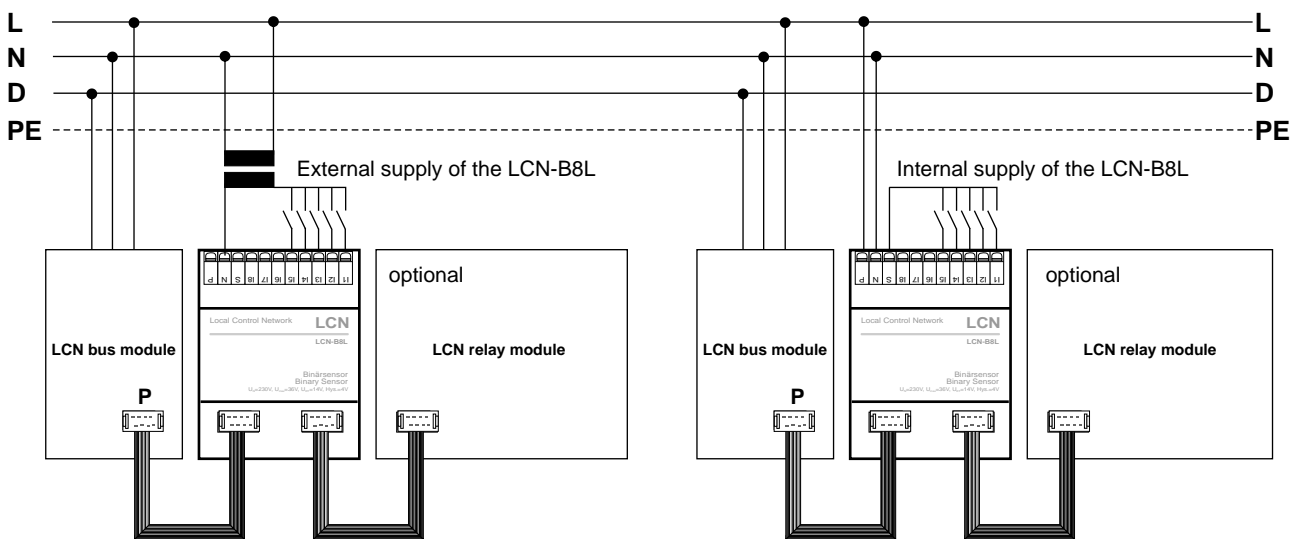 L L
N N
D D
PE PE
External supply of the LCN-B8L Internal supply of the LCN-B8L
P N S I8 I7 I6 I5 I4 I3 I2 I1 P N S I8 I7 I6 I5 I4 I3 I2 I1
optional optional
Local Control Network LCN Local Control Network LCN
LCN-B8L LCN-B8L
LCN bus module LCN relay module LCN bus module LCN relay module
Binärsensor Binärsensor
Binary Sensor Binary Sensor
P P